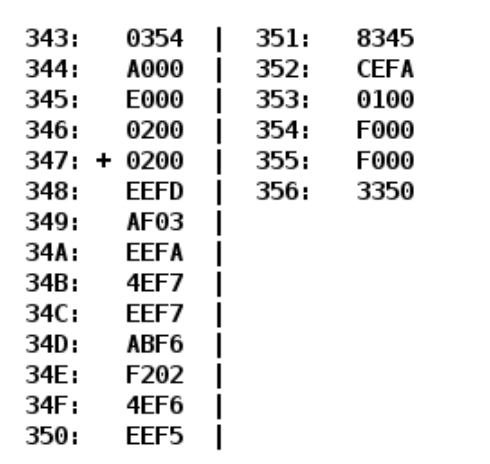 343:   0354  |  351:   8345
344:   A000  |  352:   CEFA
345:   E000  |  353:   0100
346:   0200  |  354:   F000
347: + 0200  |  355:   F000
348:   EEFD  |  356:   3350
349:   AF03  |
34A:   EEFA  |
34B:   4EF7  |
34C:   EEF7  |
34D:   ABF6  |
34E:   F202  |
34F:   4EF6  |
350:   EEF5  |